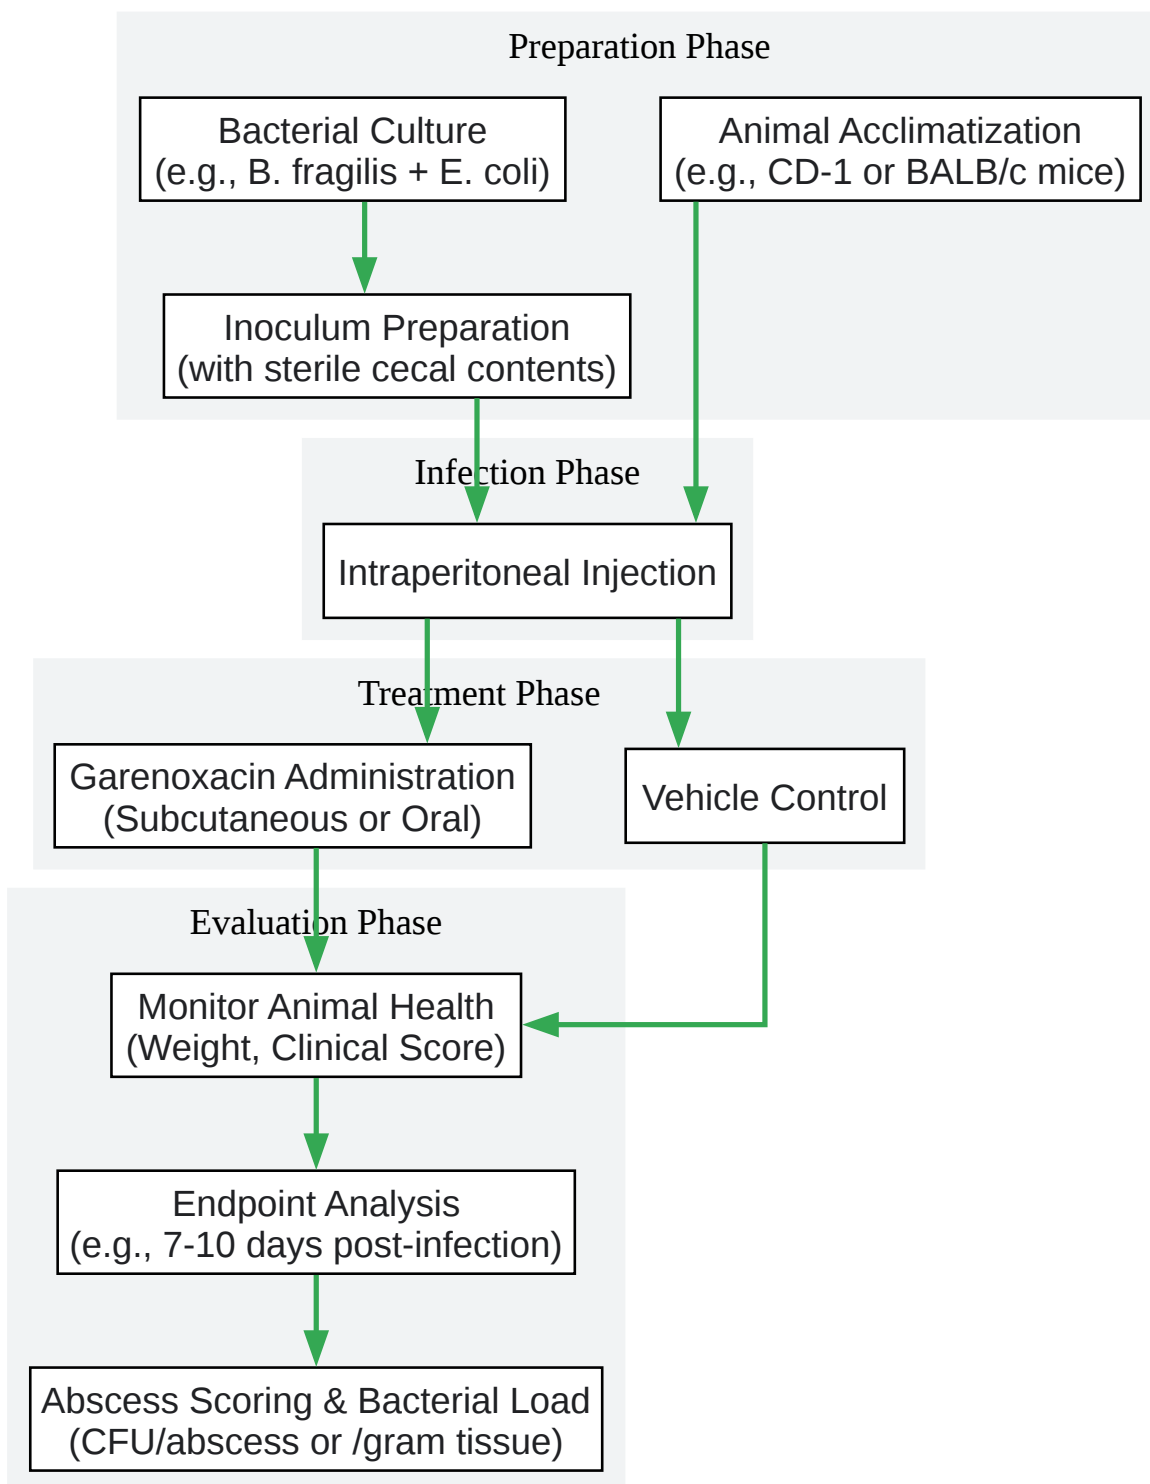 Preparation Phase
Bacterial Culture
(e.g., B. fragilis + E. coli)
Animal Acclimatization
(e.g., CD-1 or BALB/c mice)
Inoculum Preparation
(with sterile cecal contents)
Infection Phase
Intraperitoneal Injection
Treatment Phase
Garenoxacin Administration
(Subcutaneous or Oral)
Vehicle Control
Evaluation Phase
Monitor Animal Health
(Weight, Clinical Score)
Endpoint Analysis
(e.g., 7-10 days post-infection)
Abscess Scoring & Bacterial Load
(CFU/abscess or /gram tissue)